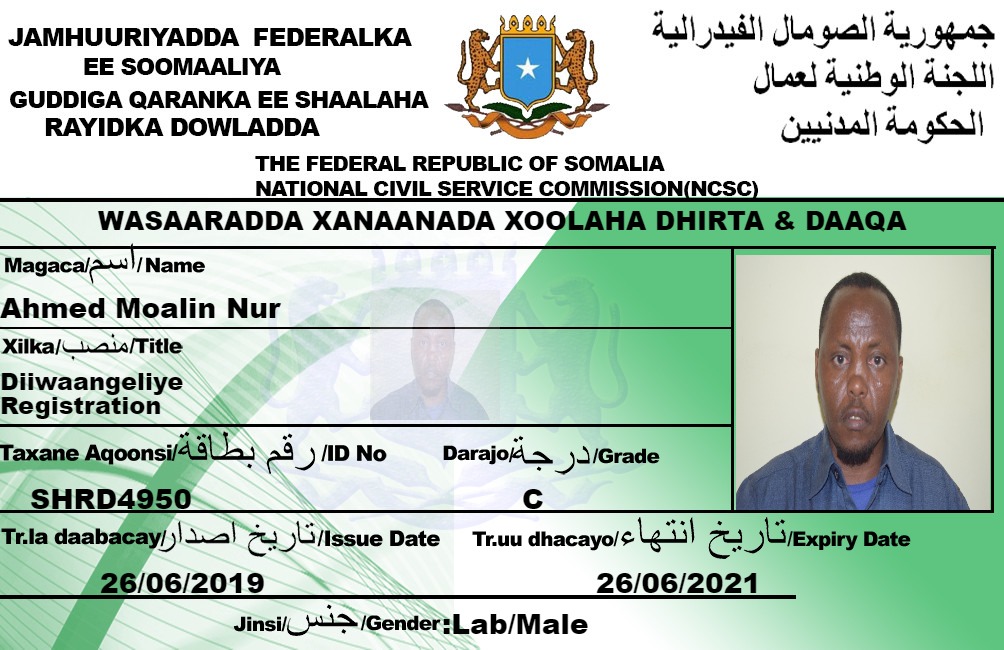 JAMHUURIYADDA FEDERALKA
EE SOOMAALIYA
GUDDIGA QARANKA EE SHAALAHA
RAYIDKA DOWLADDA
جمهورية الصومال الفيدرالية
اللجنة الوطنية لعمال
الحكومة المدنيين
THE FEDERAL REPUBLIC OF SOMALIA
NATIONAL CIVIL SERVICE COMMISSION(NCSC)
WASAARADDA XANAANADA XOOLAHA DHIRTA & DAAQA
Magaca/اسم/Name
Ahmed Moalin Nur
Xilka/منصب/Title
Diiwaangeliye
Registration
Taxane Aqoonsi/رقم بطاقة/ID No
SHRD4950
Darajo/درجة/Grade
C
Tr.la daabacay/تاريخ اصدار/Issue Date
26/06/2019
Tr.uu dhacayo/تاريخ انتهاء/Expiry Date
26/06/2021
Jinsi/جنس/Gender:Lab/Male